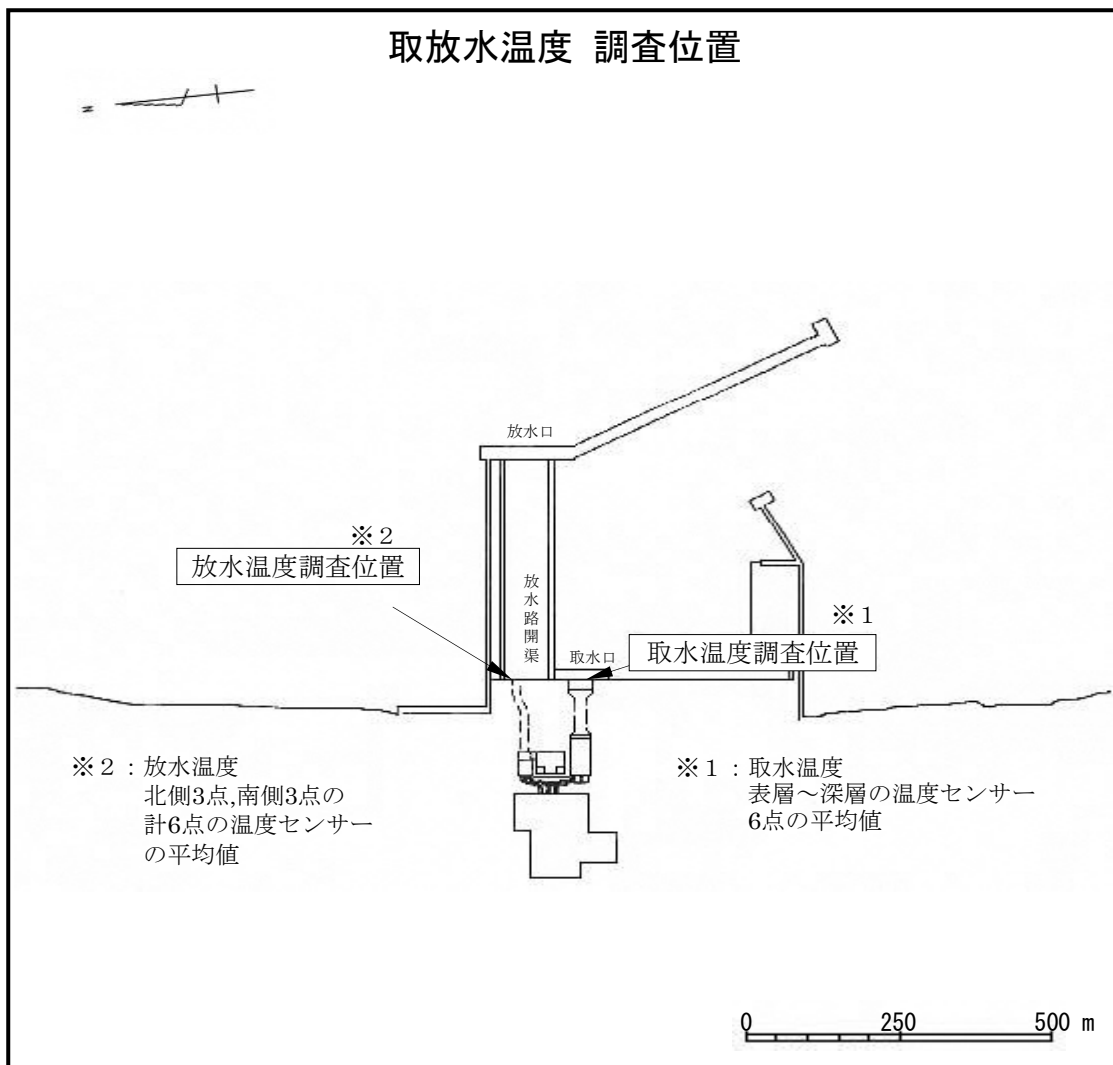 取放水温度 調査位置
N
放水口
※2
放水温度調査位置
放水路開渠
※1
取水口
取水温度調査位置
※2：放水温度
北側3点,南側3点の
計6点の温度センサー
の平均値
※1：取水温度
表層～深層の温度センサー
6点の平均値
0 250 500 m